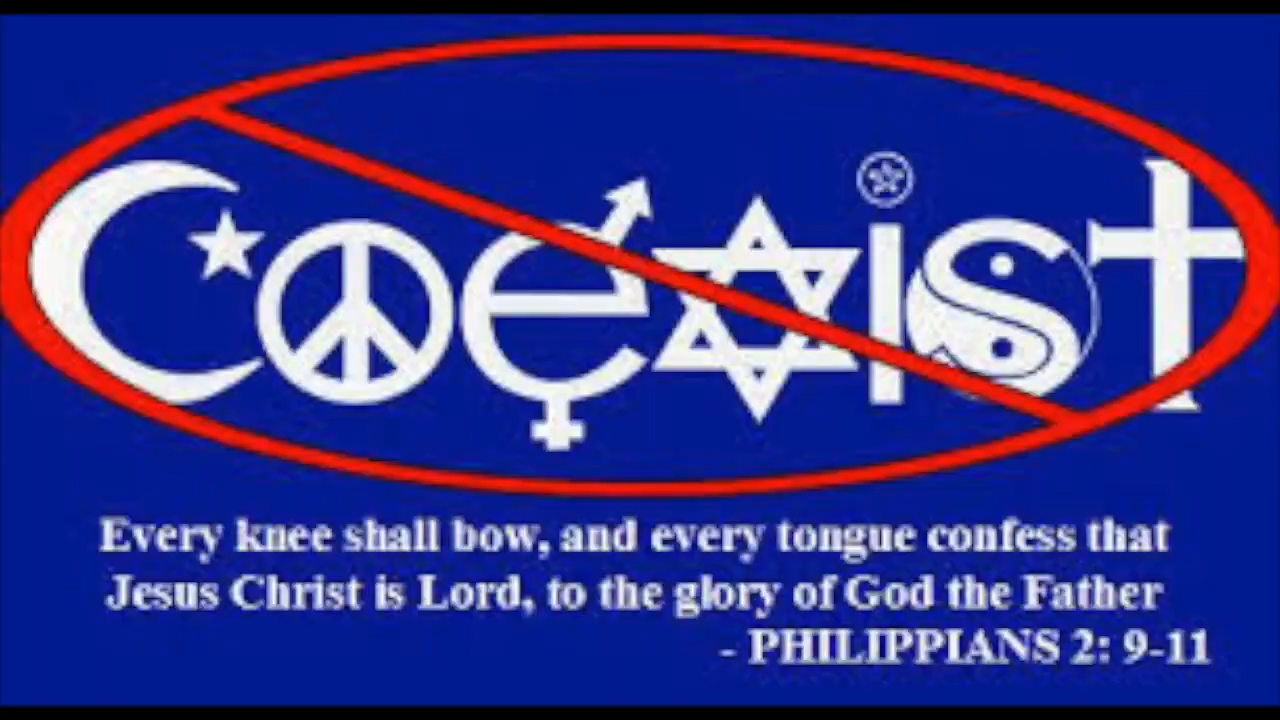 Coexist
Every knee shall bow, and every tongue confess that
Jesus Christ is Lord, to the glory of God the Father
- PHILIPPIANS 2: 9-11